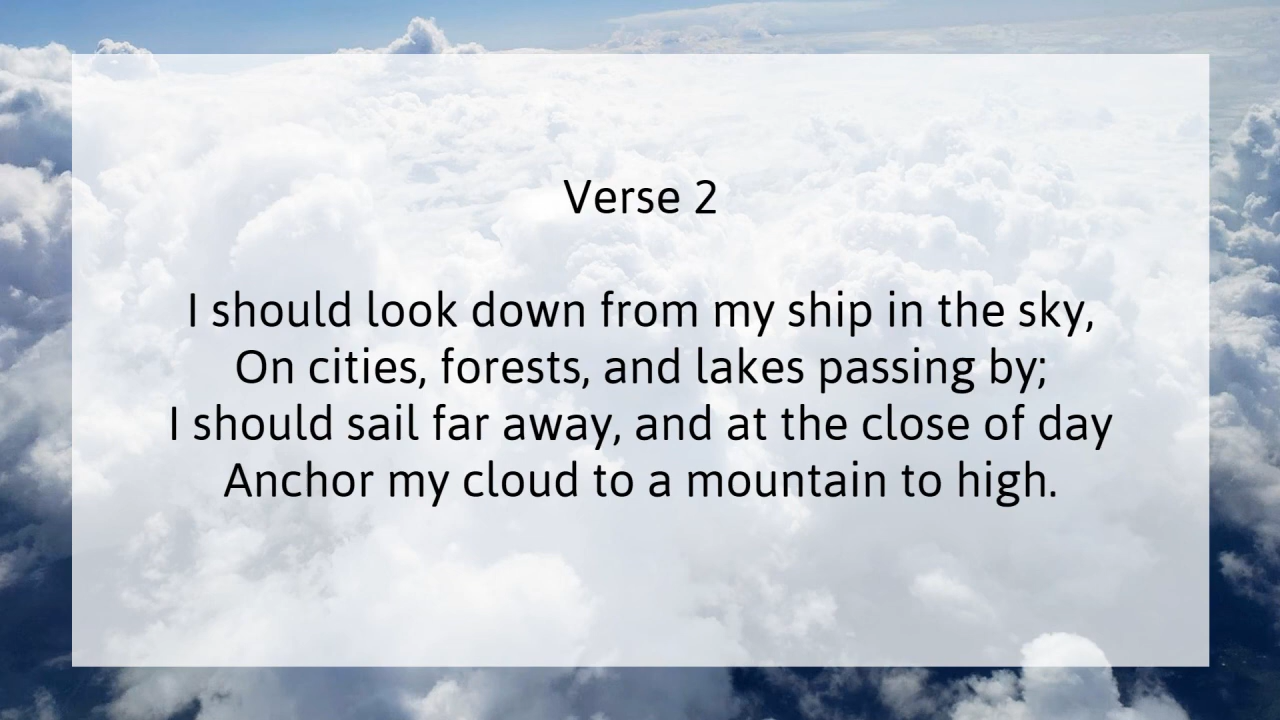 Verse 2
I should look down from my ship in the sky,
On cities, forests, and lakes passing by;
I should sail far away, and at the close of day
Anchor my cloud to a mountain to high.